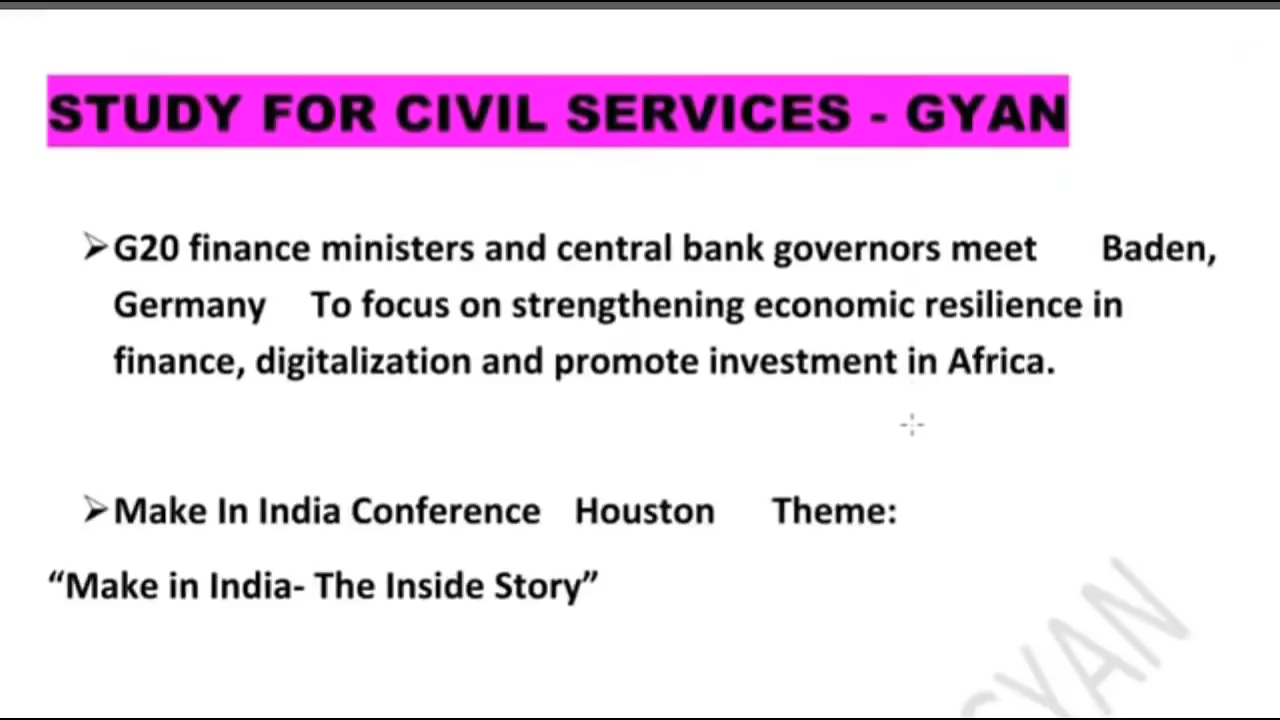 STUDY FOR CIVIL SERVICES - GYAN
➢G20 finance ministers and central bank governors meet Baden,
Germany To focus on strengthening economic resilience in
finance, digitalization and promote investment in Africa.
➢Make In India Conference Houston Theme:
“Make in India- The Inside Story”
GYAN